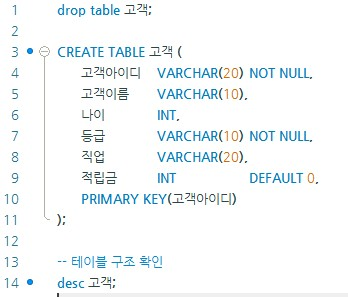 1 drop table 고객;
2
3 CREATE TABLE 고객 (
4 고객아이디 VARCHAR(20) NOT NULL,
5 고객이름 VARCHAR(10),
6 나이 INT,
7 등급 VARCHAR(10) NOT NULL,
8 직업 VARCHAR(20),
9 적립금 INT DEFAULT 0,
10 PRIMARY KEY(고객아이디)
11 );
12
13 -- 테이블 구조 확인
14 desc 고객;